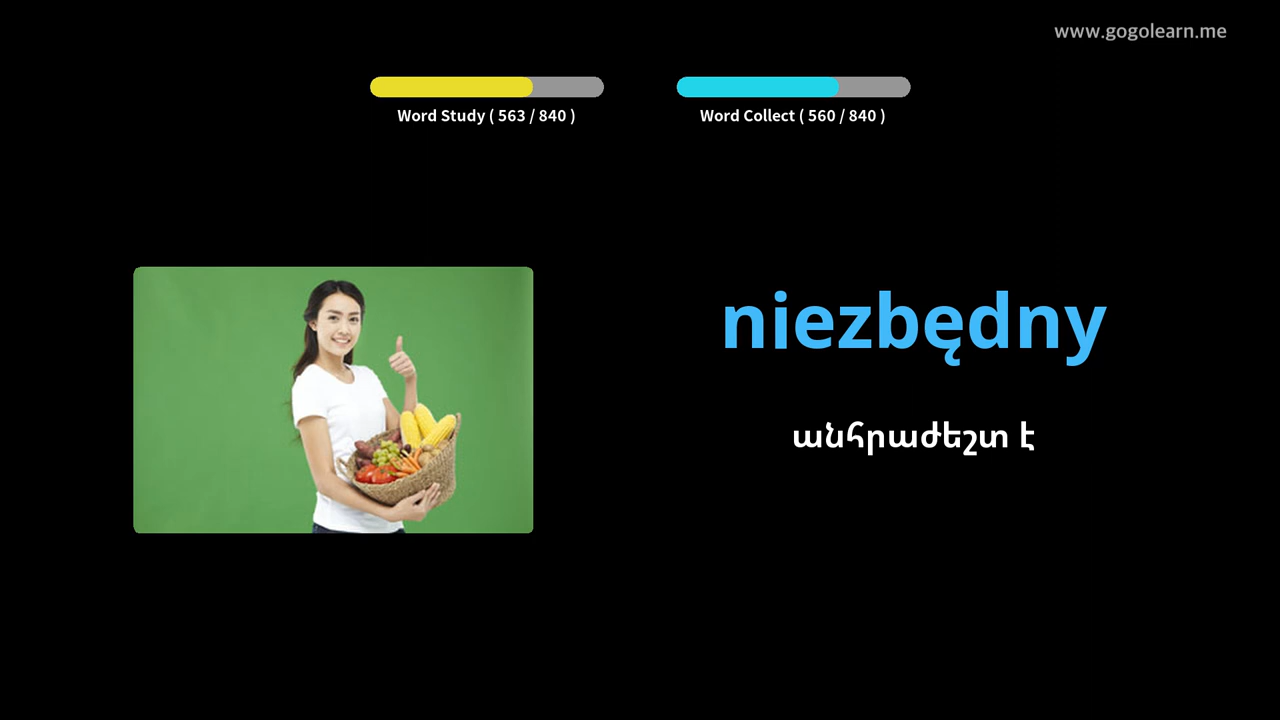 www.gogolearn.me
Word Study ( 563 / 840 )
Word Collect ( 560 / 840 )
niezbędny
անհրաժեշտ է